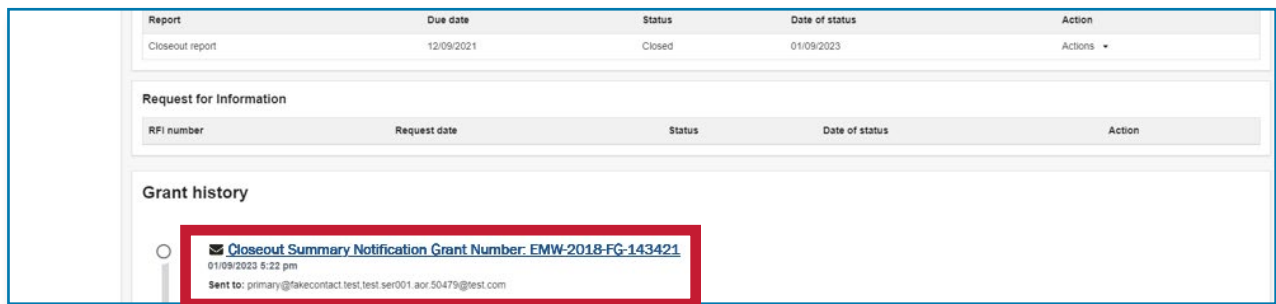 Report Due date Status Date of status Action
Closeout report 12/09/2021 Closed 01/09/2023 Actions
Request for Information
RFI number Request date Status Date of status Action
Grant history
Closeout Summary Notification Grant Number: EMW-2018-FG-143421
01/09/2023 5:22 pm
Sent to: primary@fakecontact.test,test.ser001.aor.50479@test.com